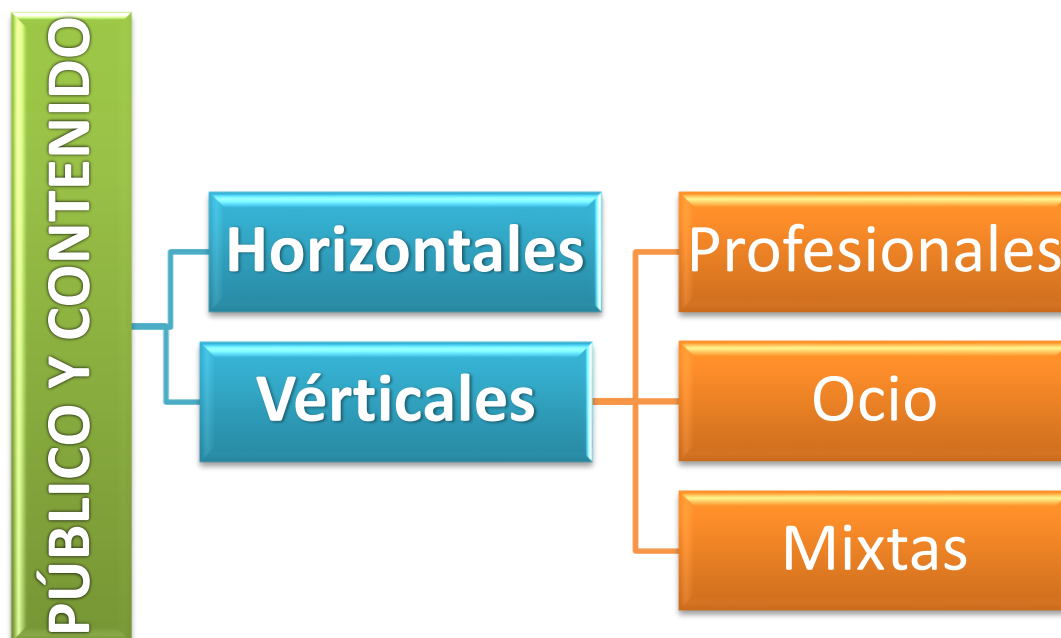 PÚBLICO Y CONTENIDO
Horizontales
Vérticales
Profesionales
Ocio
Mixtas